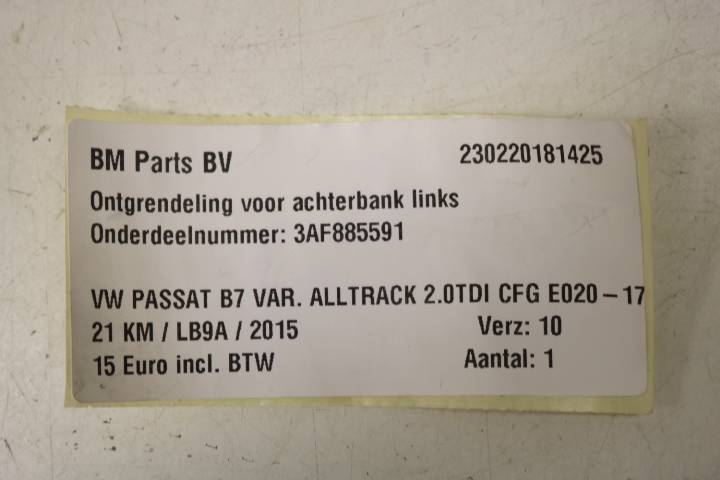 BM Parts BV 230220181425
Ontgrendeling voor achterbank links
Onderdeelnummer: 3AF885591
VW PASSAT B7 VAR. ALLTRACK 2.0TDI CFG E020-17
21 KM / LB9A / 2015 Verz: 10
15 Euro incl. BTW Aantal: 1